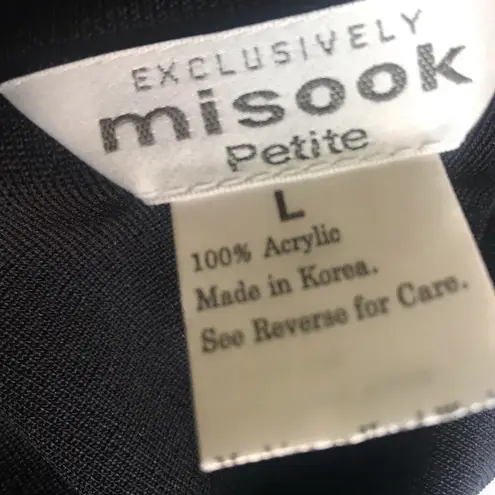 EXCLUSIVELY
misook
Petite
L
100% Acrylic
Made in Korea.
See Reverse for Care.